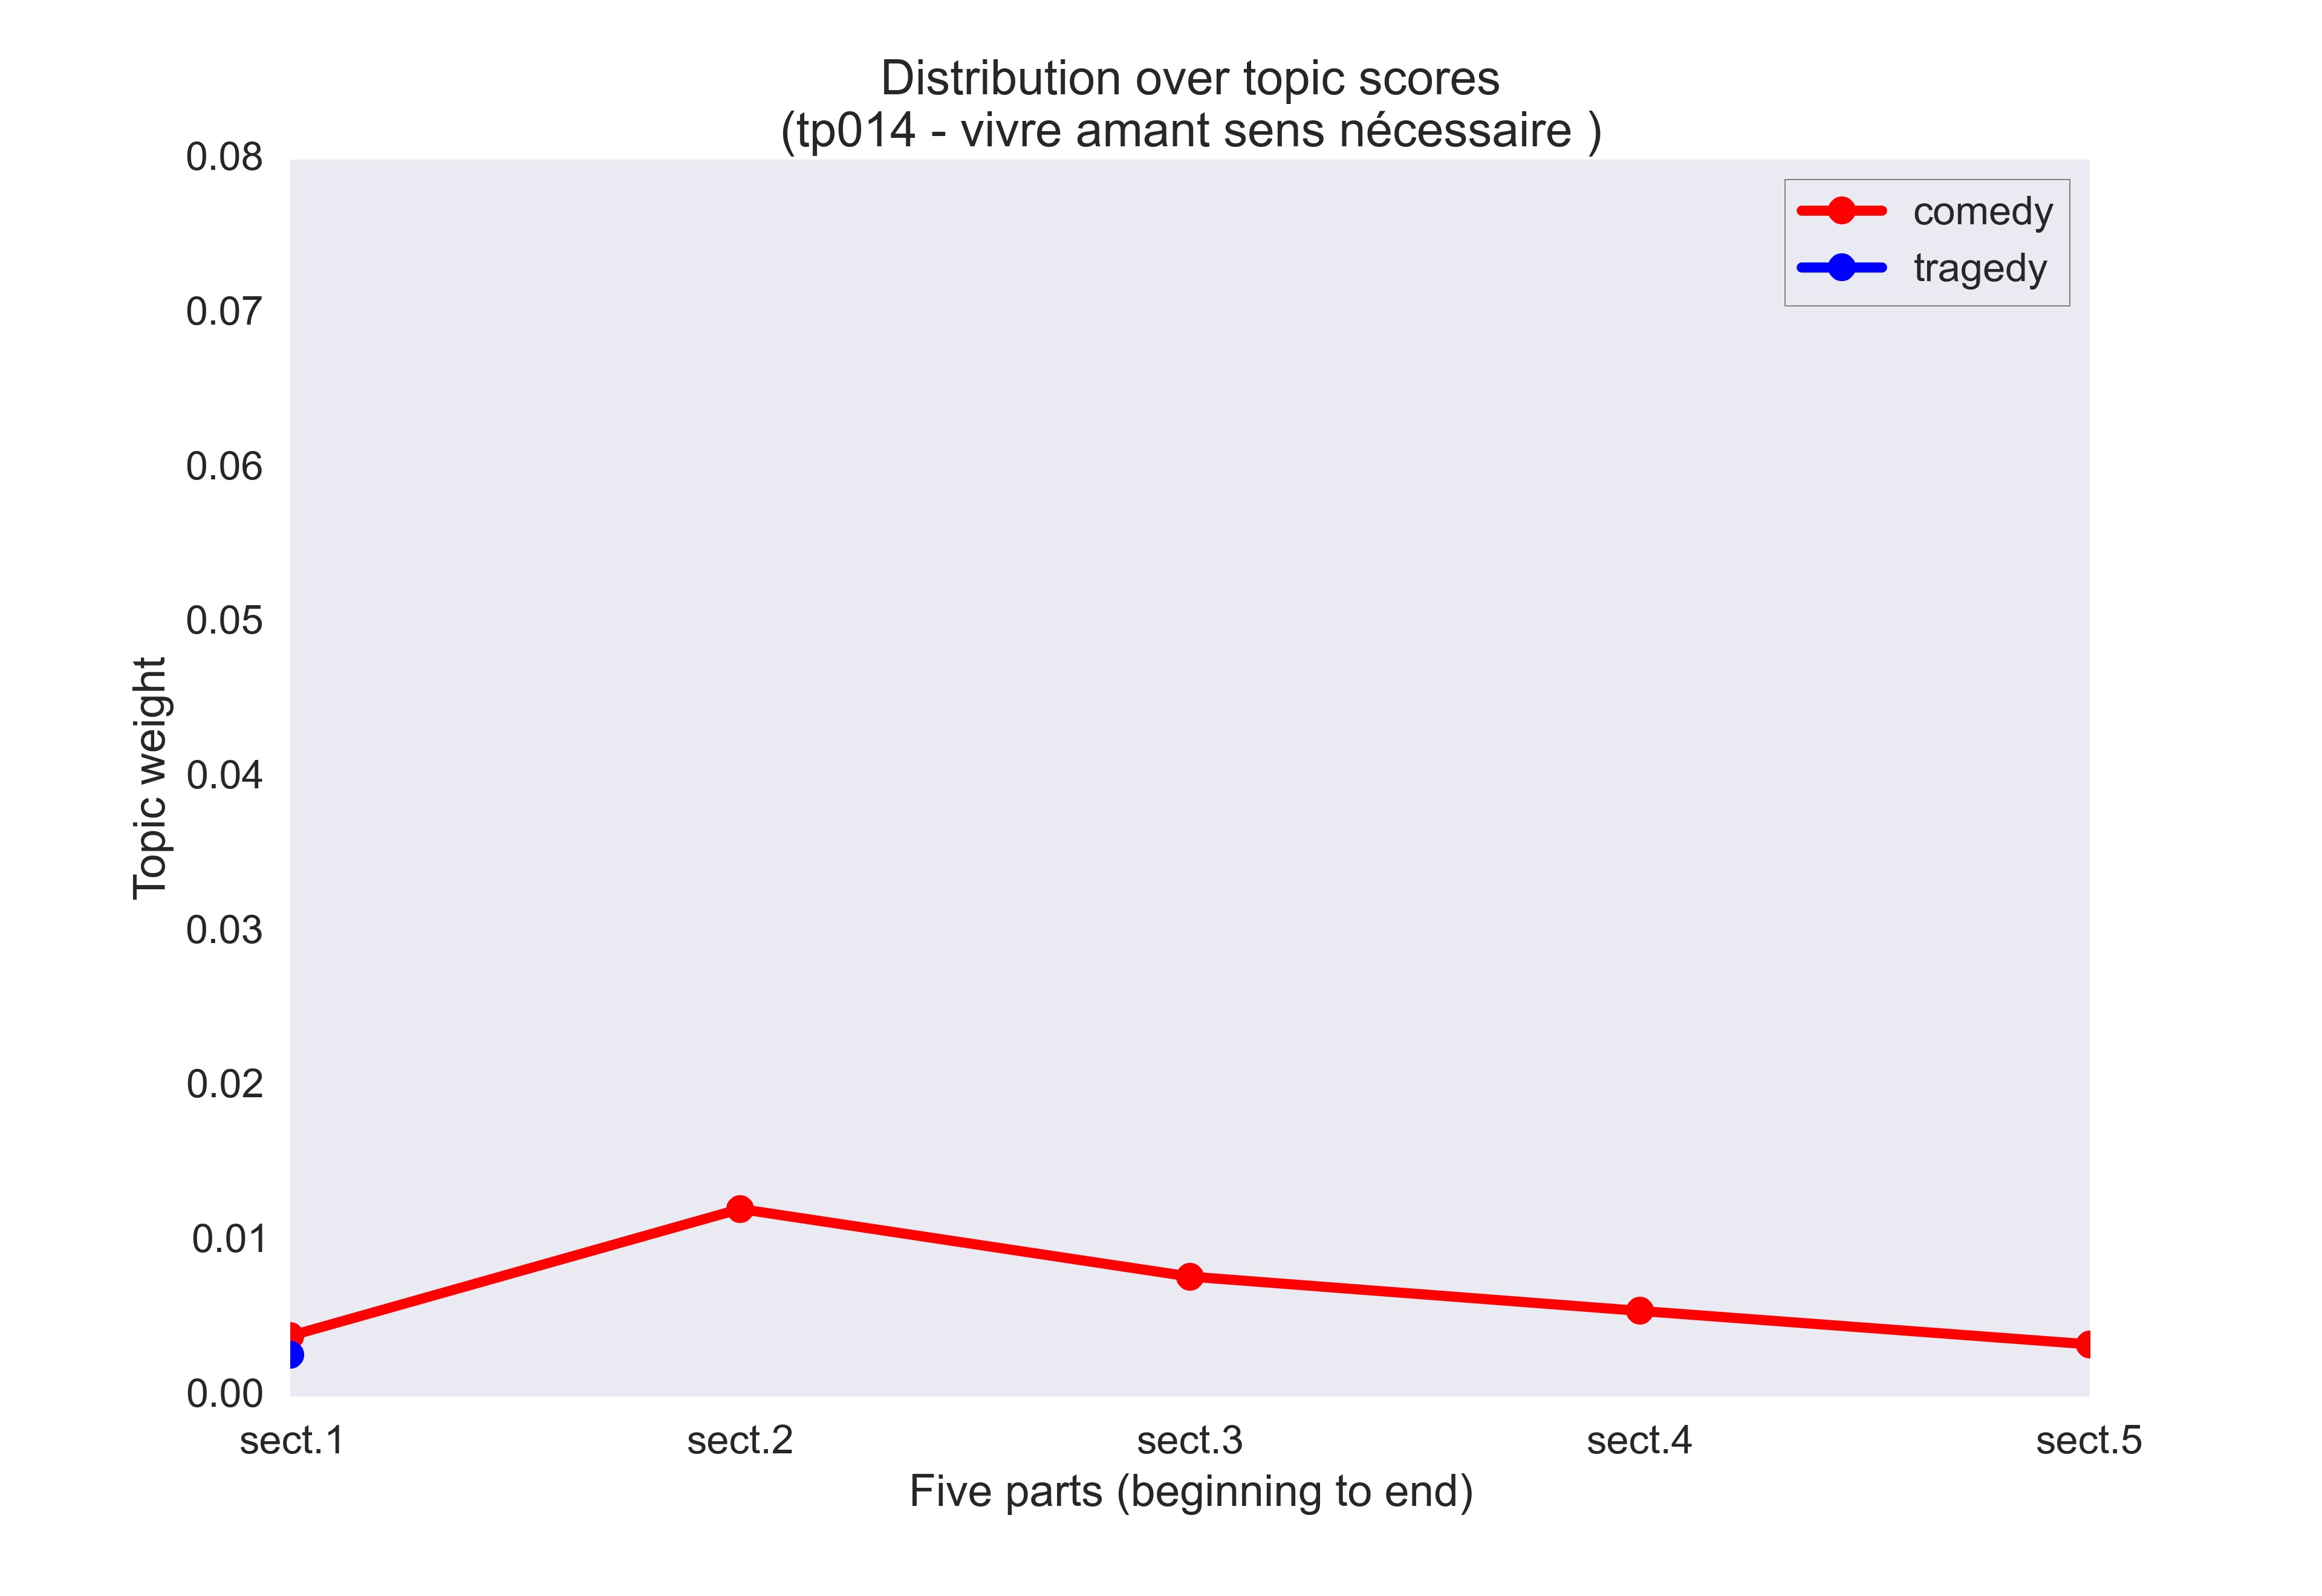 Distribution over topic scores
(tp014 - vivre amant sens nécessaire )
0.08
0.07
0.06
0.05
0.04
0.03
0.02
0.01
0.00
Topic weight
comedy
tragedy
sect.1 sect.2 sect.3 sect.4 sect.5
Five parts (beginning to end)